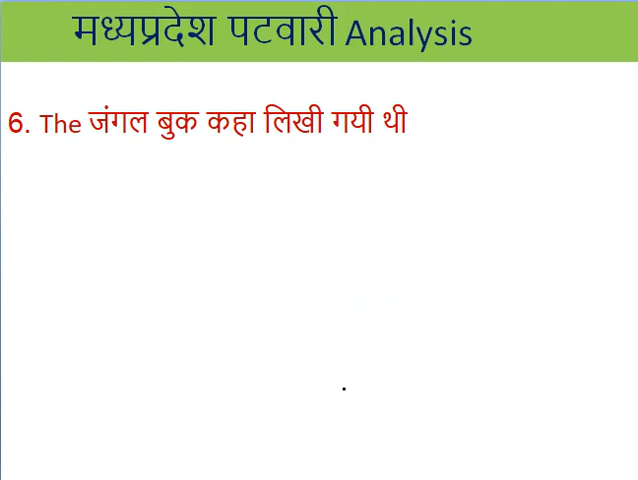 मध्यप्रदेश पटवारी Analysis
6. The जंगल बुक कहा लिखी गयी थी